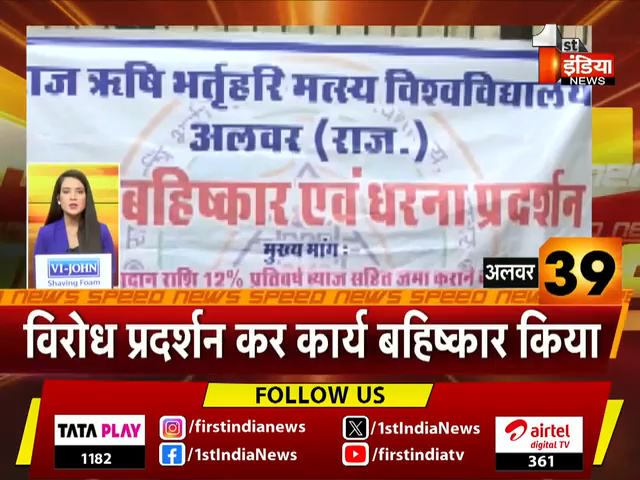 1st
इंडिया
NEWS
राज ऋषि भर्तृहरि मत्स्य विश्वविद्यालय
अलवर (राज.)
बहिष्कार एवं धरना प्रदर्शन
मुख्य मांग :
दान राशि 12% प्रतिवर्ष ब्याज सहित जमा कराने
VI-JOHN
Shaving Foam
अलवर
39
NEWS SPEED NEWS SPEED NEWS SPEED
विरोध प्रदर्शन कर कार्य बहिष्कार किया
FOLLOW US
TATA PLAY
1182
/firstindianews
/1stIndiaNews
/1stIndiaNews
/firstindiatv
airtel
digital TV
361